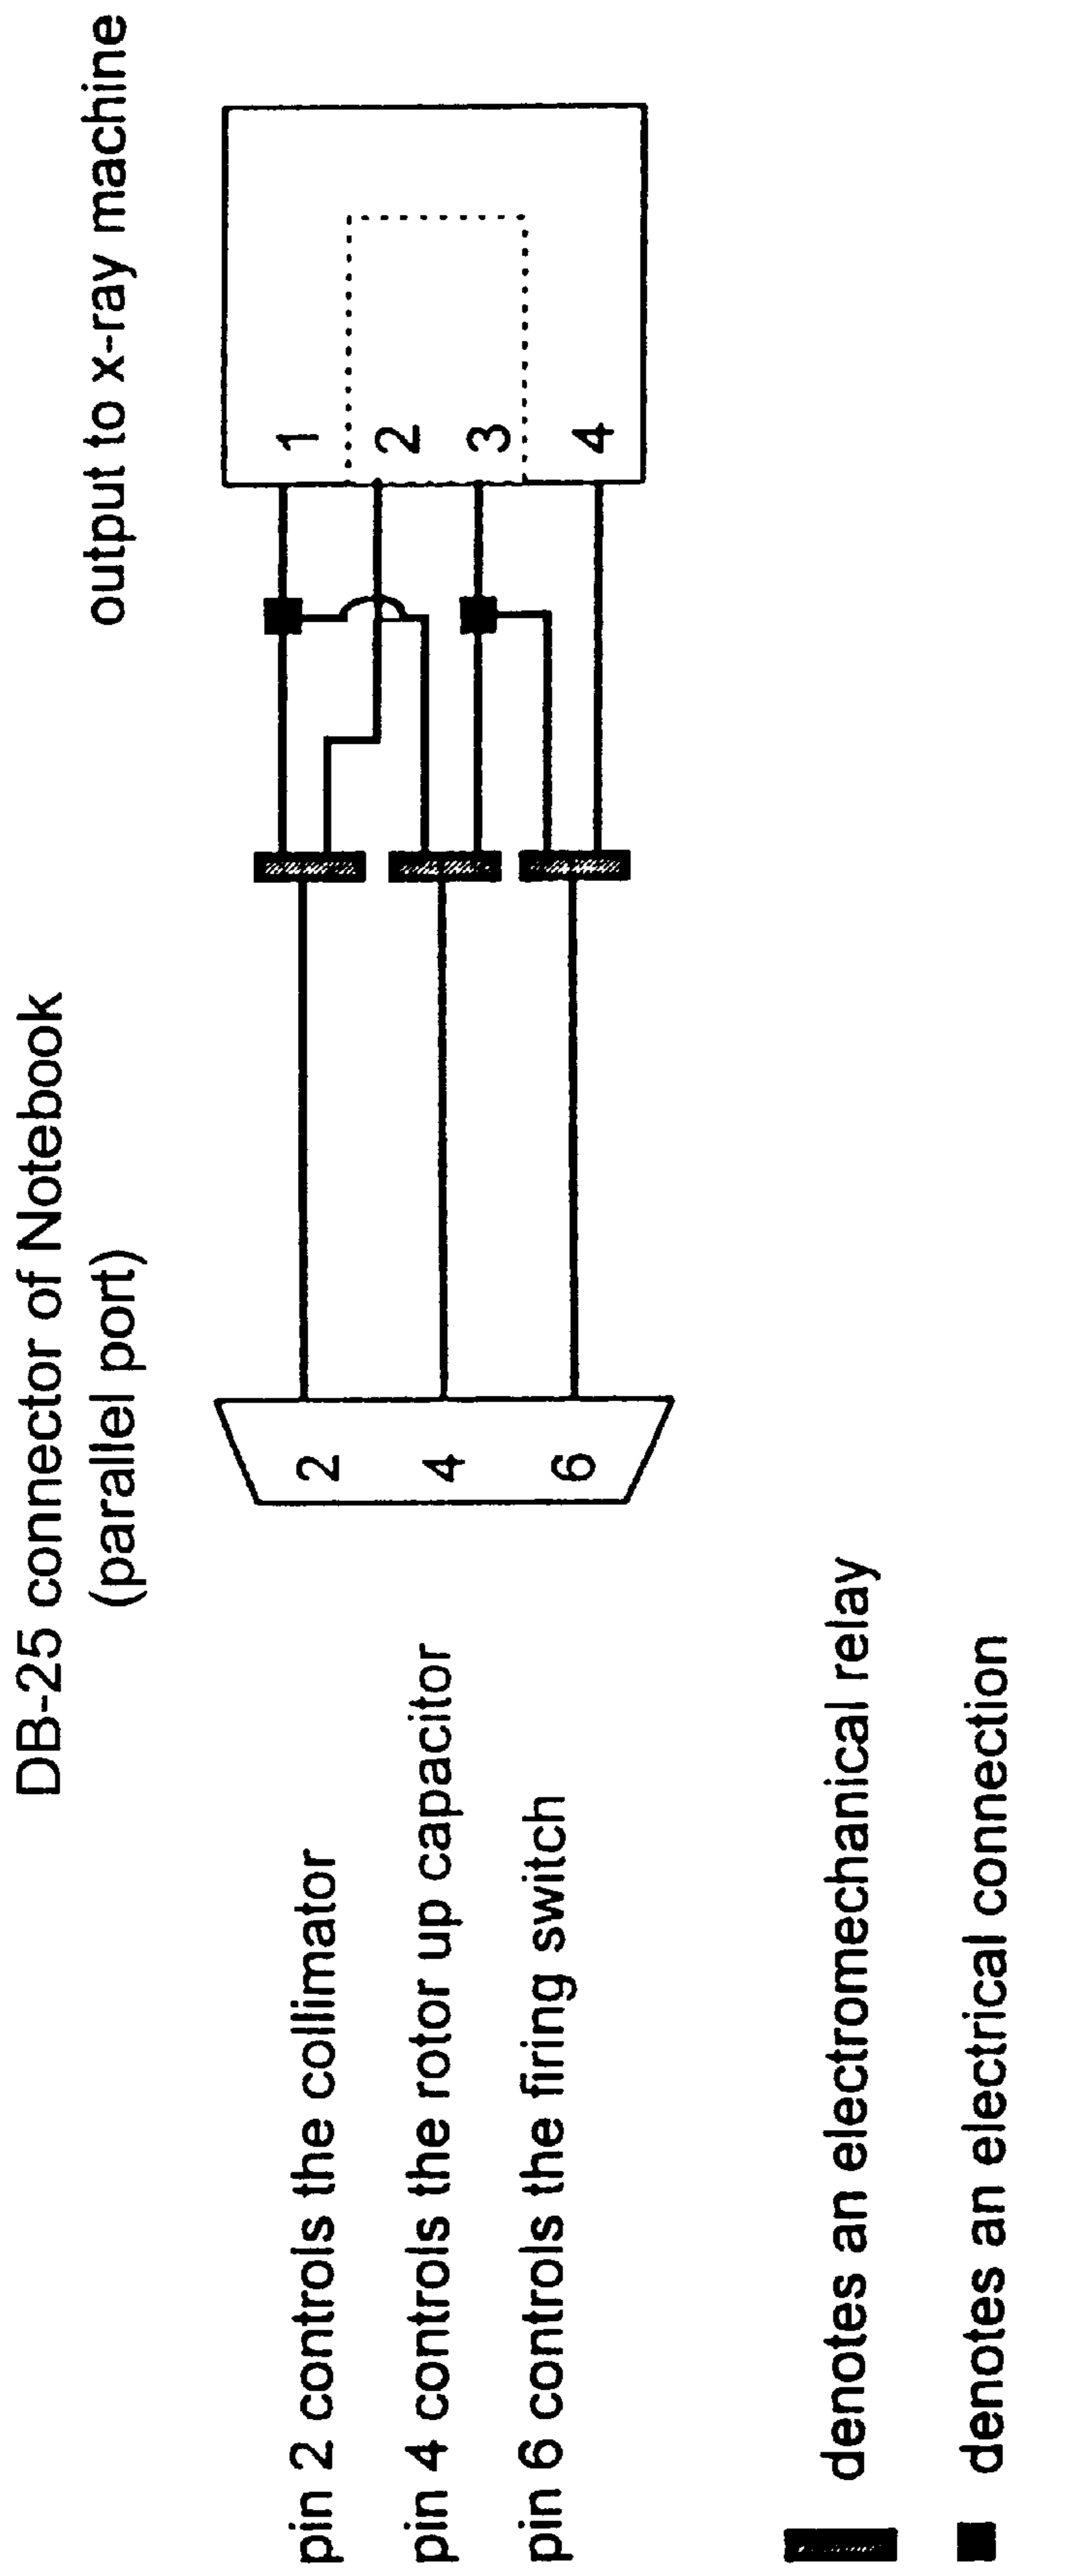 DB-25 connector of Notebook
(parallel port)
output to x-ray machine
2
4
6
1
2
3
4
pin 2 controls the collimator
pin 4 controls the rotor up capacitor
pin 6 controls the firing switch
denotes an electromechanical relay
denotes an electrical connection